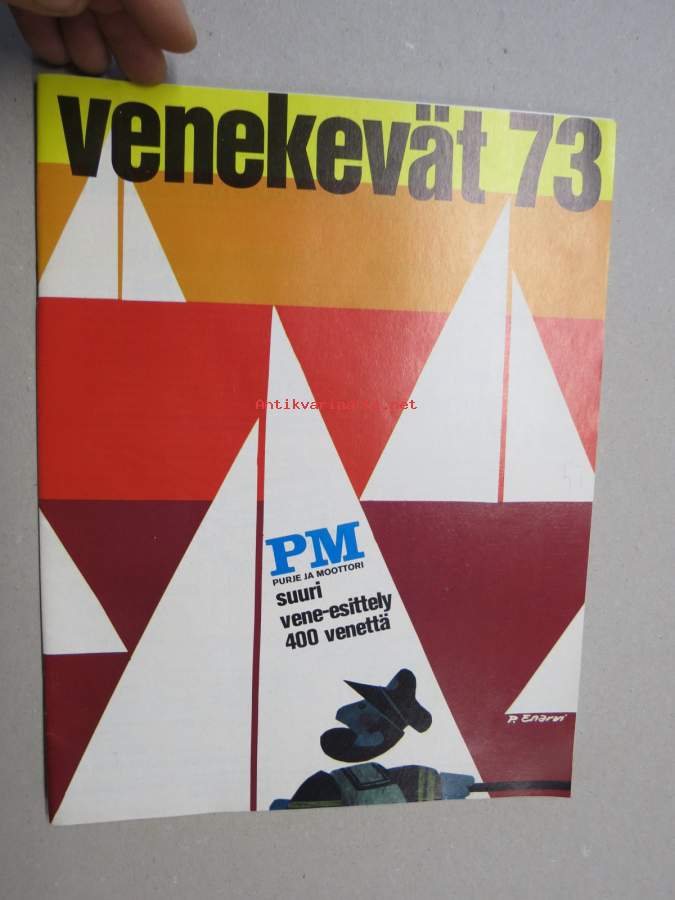 venekevät 73
Antikvariaatti.net
PM
PURJE JA MOOTTORI
suuri
vene-esittely
400 venettä
P. Enarvi